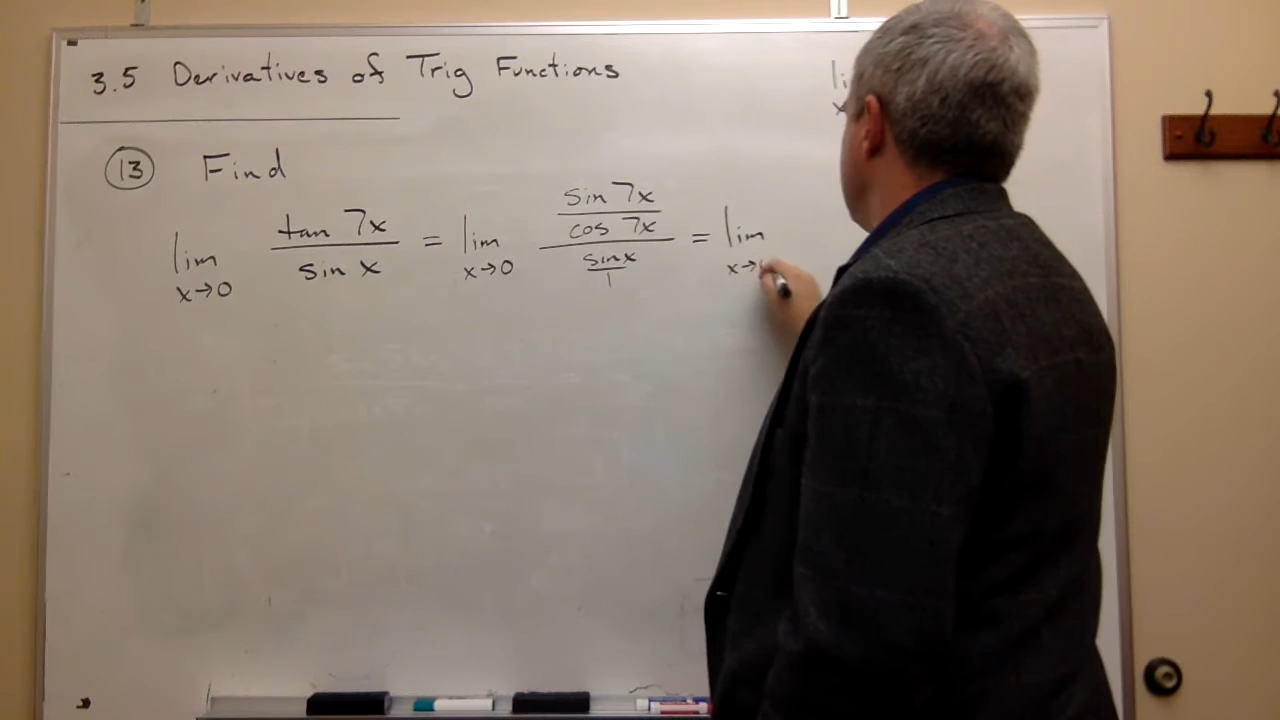 3.5 Derivatives of Trig Functions
13 Find
lim x→0 tan 7x / sin x = lim x→0 (sin 7x / cos 7x) / (sin x / 1) = lim x→